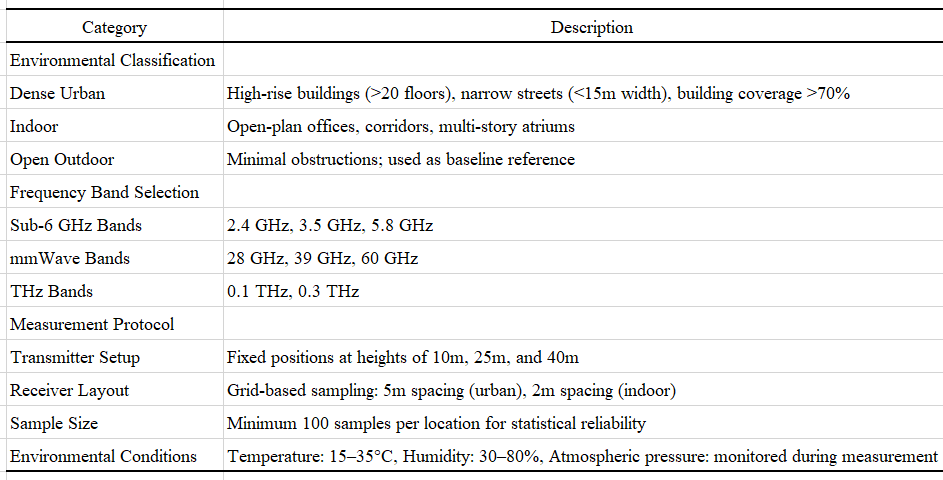 Category Description
Environmental Classification
Dense Urban High-rise buildings (>20 floors), narrow streets (<15m width), building coverage >70%
Indoor Open-plan offices, corridors, multi-story atriums
Open Outdoor Minimal obstructions; used as baseline reference
Frequency Band Selection
Sub-6 GHz Bands 2.4 GHz, 3.5 GHz, 5.8 GHz
mmWave Bands 28 GHz, 39 GHz, 60 GHz
THz Bands 0.1 THz, 0.3 THz
Measurement Protocol
Transmitter Setup Fixed positions at heights of 10m, 25m, and 40m
Receiver Layout Grid-based sampling: 5m spacing (urban), 2m spacing (indoor)
Sample Size Minimum 100 samples per location for statistical reliability
Environmental Conditions Temperature: 15–35°C, Humidity: 30–80%, Atmospheric pressure: monitored during measurement